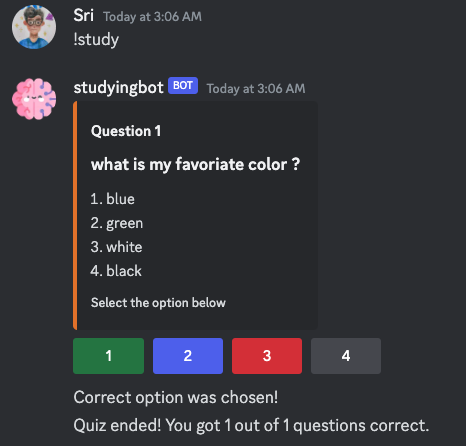 Sri Today at 3:06 AM
!study
studyingbot BOT Today at 3:06 AM
Question 1
what is my favoriate color ?
1. blue
2. green
3. white
4. black
Select the option below
1 2 3 4
Correct option was chosen!
Quiz ended! You got 1 out of 1 questions correct.